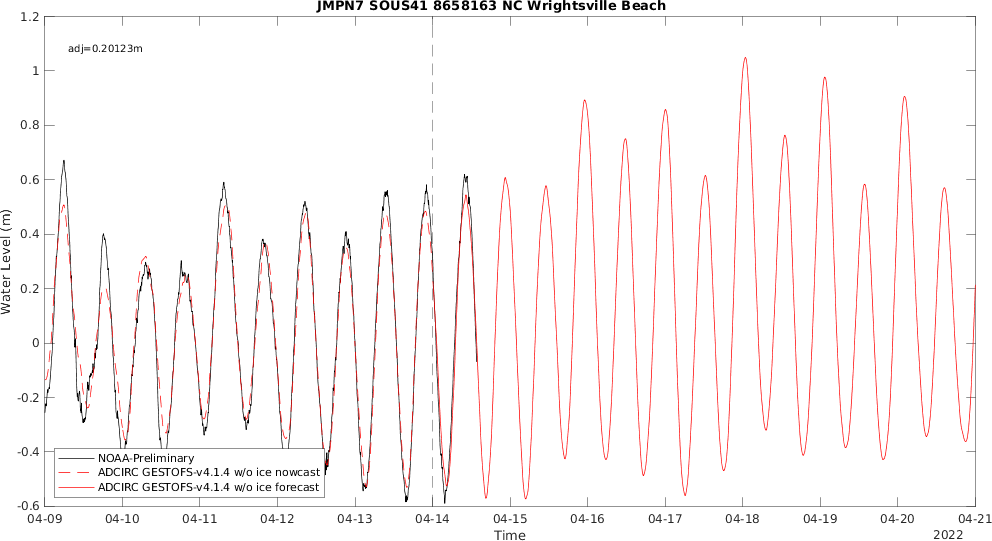 JMPN7 SOUS41 8658163 NC Wrightsville Beach
adj=0.20123m
Water Level (m)
1.2
1
0.8
0.6
0.4
0.2
0
-0.2
-0.4
-0.6
NOAA-Preliminary
ADCIRC GESTOFS-v4.1.4 w/o ice nowcast
ADCIRC GESTOFS-v4.1.4 w/o ice forecast
04-09 04-10 04-11 04-12 04-13 04-14 04-15 04-16 04-17 04-18 04-19 04-20 04-21
Time
2022